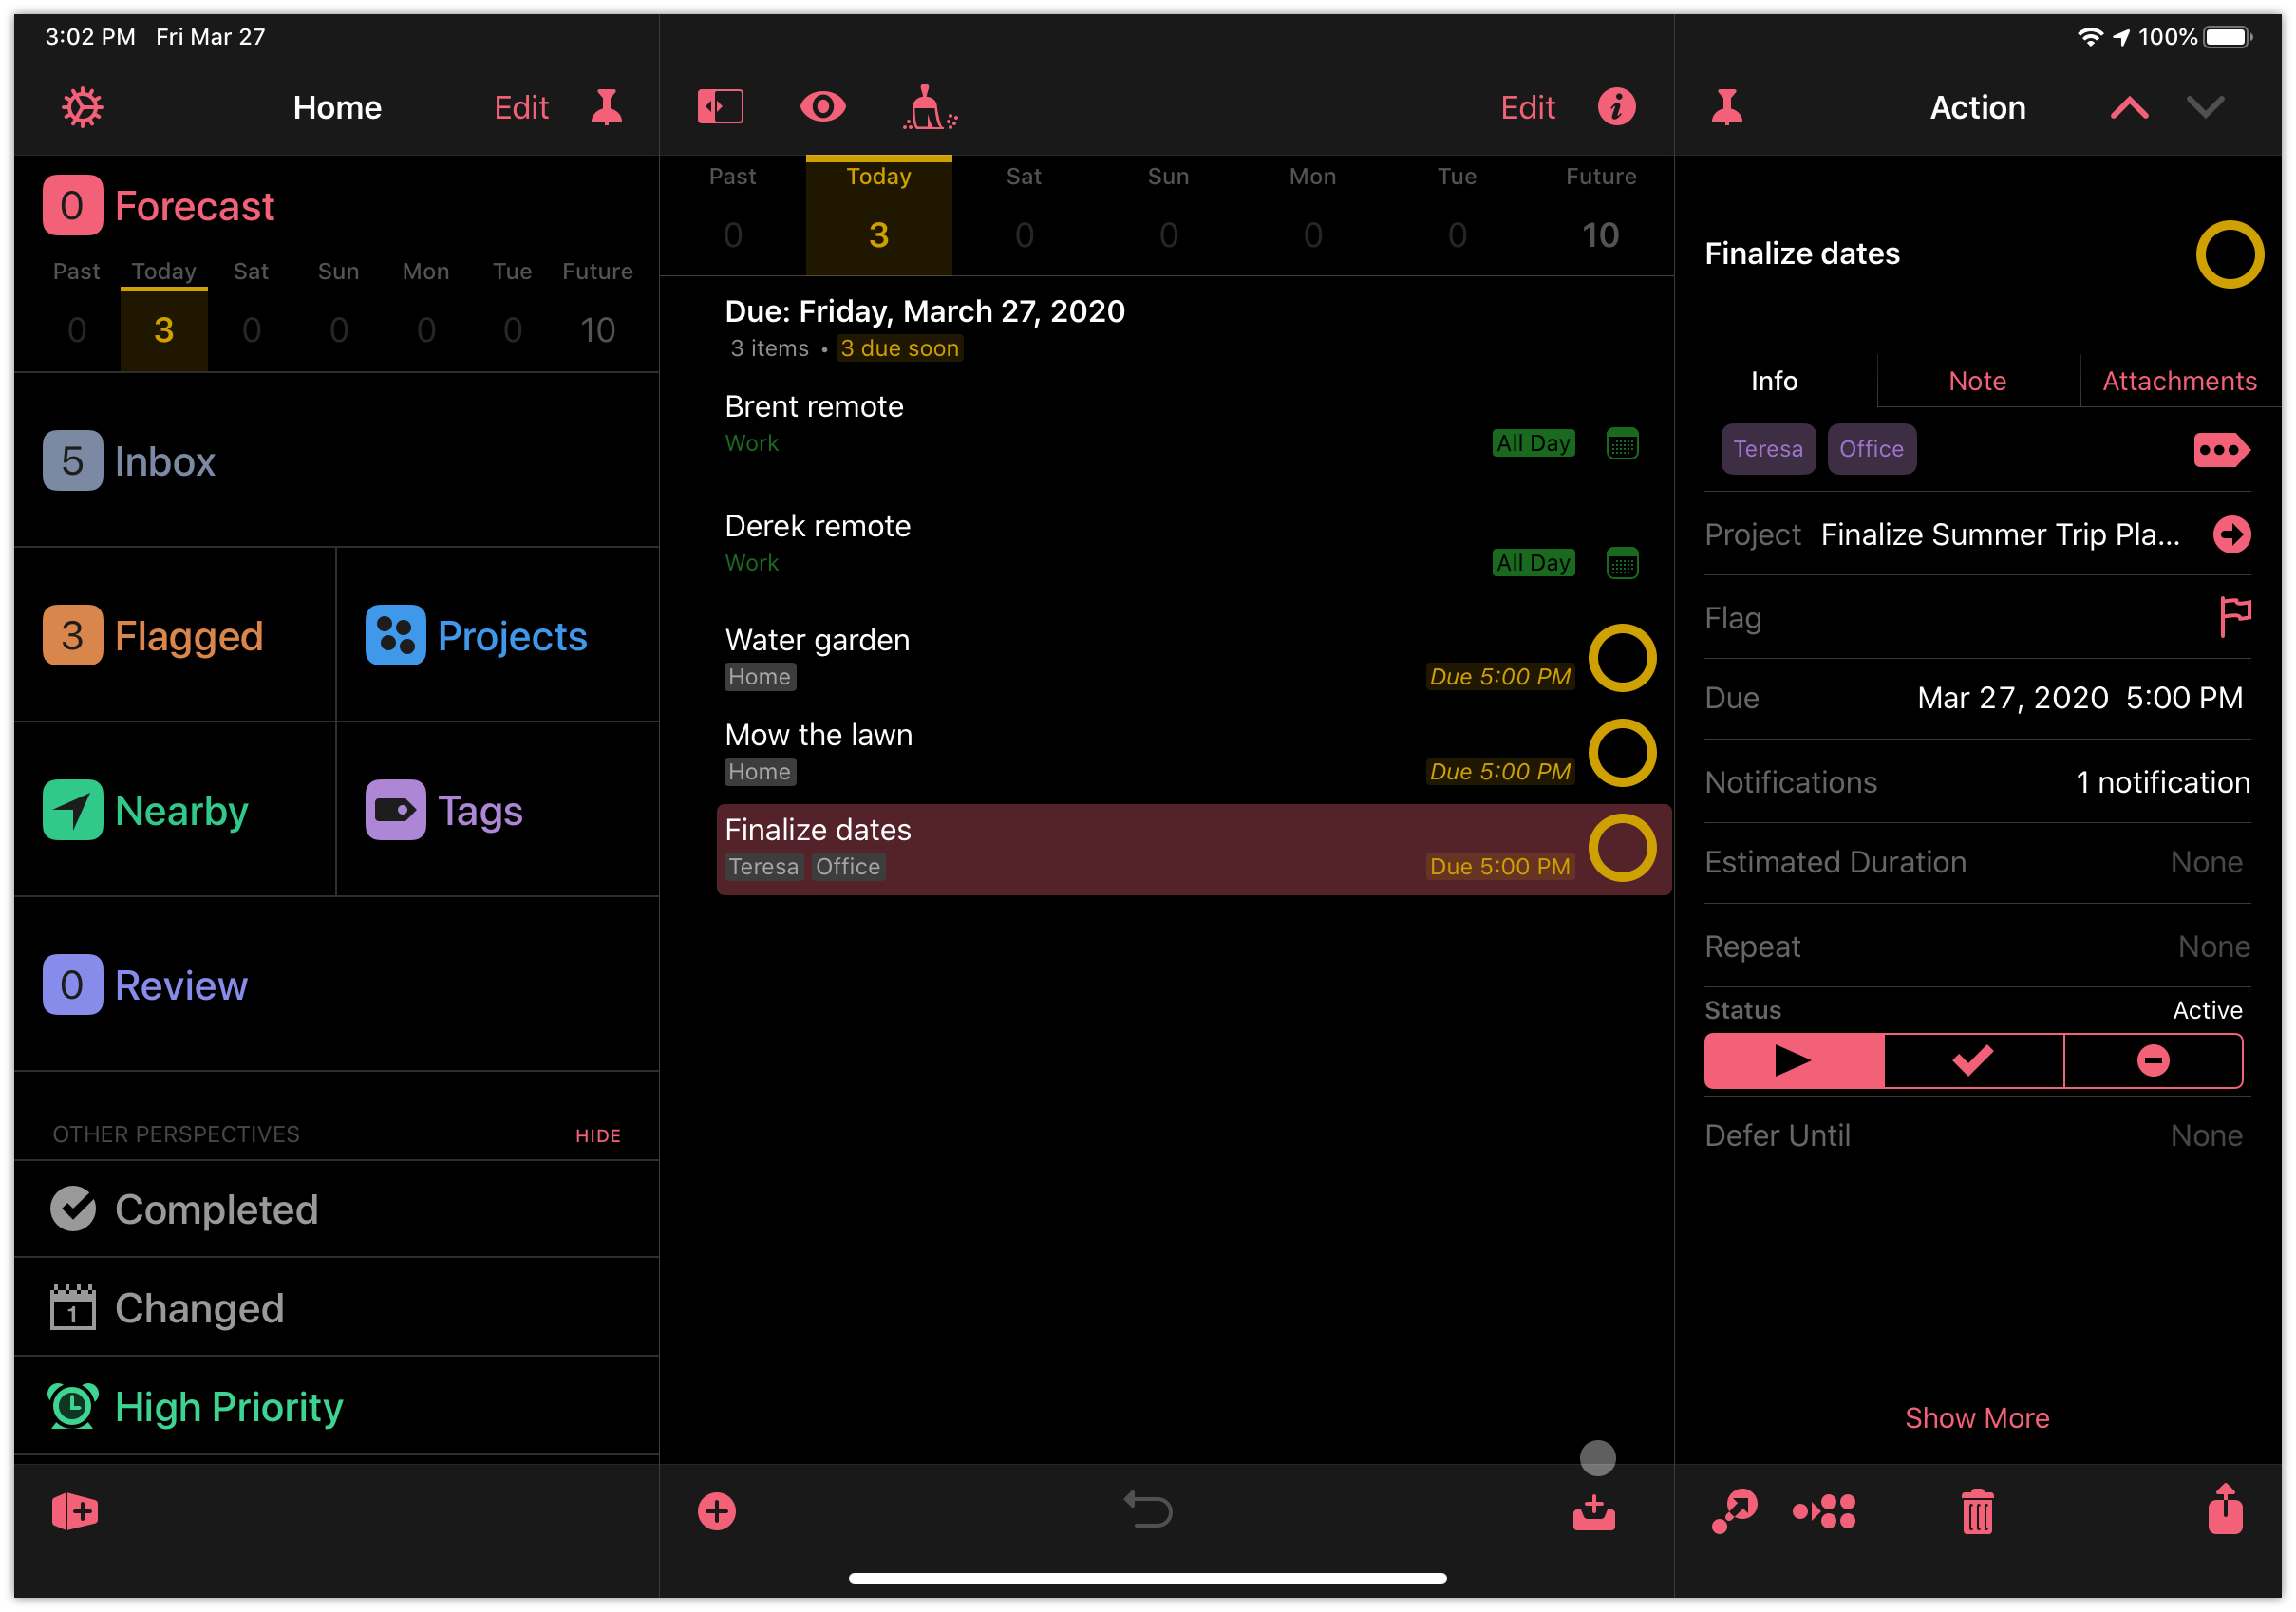 3:02 PM Fri Mar 27
100%
Home
Edit
0 Forecast
Past Today Sat Sun Mon Tue Future
0 3 0 0 0 0 10
5 Inbox
3 Flagged
Projects
Nearby
Tags
0 Review
OTHER PERSPECTIVES HIDE
Completed
1 Changed
High Priority
Edit
Past Today Sat Sun Mon Tue Future
0 3 0 0 0 0 10
Due: Friday, March 27, 2020
3 items • 3 due soon
Brent remote
Work All Day
Derek remote
Work All Day
Water garden
Home Due 5:00 PM
Mow the lawn
Home Due 5:00 PM
Finalize dates
Teresa Office Due 5:00 PM
Action
Finalize dates
Info Note Attachments
Teresa Office
Project Finalize Summer Trip Pla...
Flag
Due Mar 27, 2020 5:00 PM
Notifications 1 notification
Estimated Duration None
Repeat None
Status Active
Defer Until None
Show More